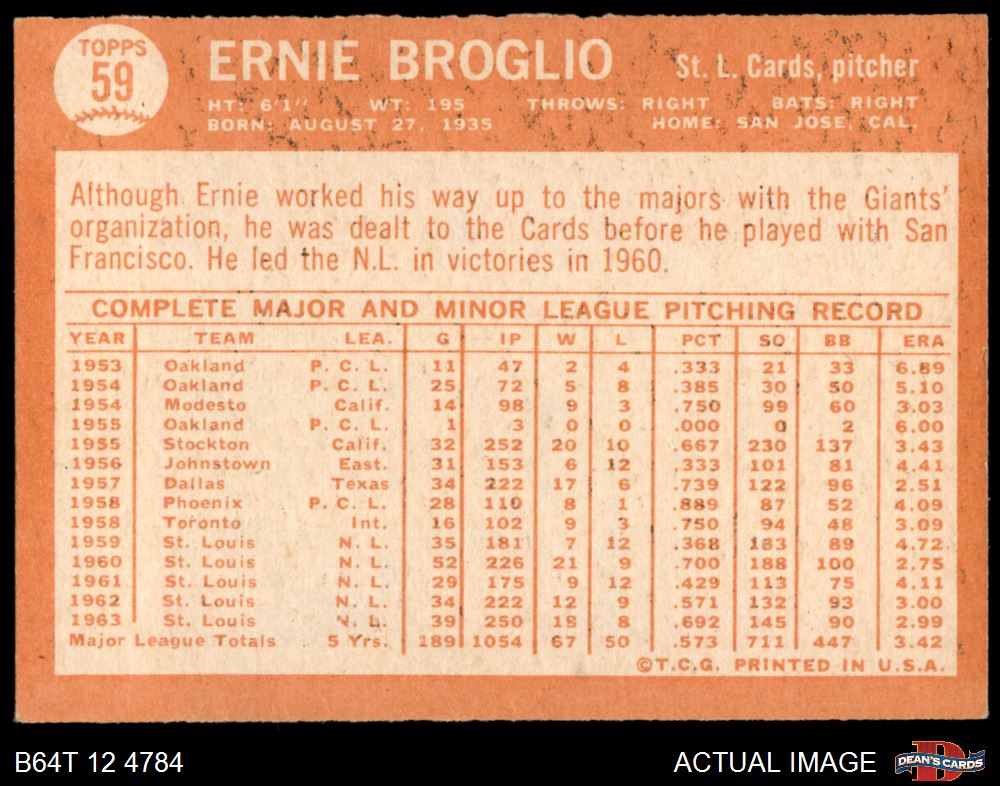 TOPPS
59
ERNIE BROGLIO St. L. Cards, pitcher
HT: 6'1" WT: 195 THROWS: RIGHT BATS: RIGHT
BORN: AUGUST 27, 1935 HOME: SAN JOSE, CAL.
Although Ernie worked his way up to the majors with the Giants'
organization, he was dealt to the Cards before he played with San
Francisco. He led the N.L. in victories in 1960.
COMPLETE MAJOR AND MINOR LEAGUE PITCHING RECORD
YEAR TEAM LEA. G IP W L PCT SO BB ERA
1953 Oakland P. C. L. 11 47 2 4 .333 21 33 6.89
1954 Oakland P. C. L. 25 72 5 8 .385 30 50 5.10
1954 Modesto Calif. 14 98 9 3 .750 99 60 3.03
1955 Oakland P. C. L. 1 3 0 0 .000 0 2 6.00
1955 Stockton Calif. 32 252 20 10 .667 230 137 3.43
1956 Johnstown East. 31 153 6 12 .333 101 81 4.41
1957 Dallas Texas 34 222 17 6 .739 122 96 2.51
1958 Phoenix P. C. L. 28 110 8 1 .889 87 52 4.09
1958 Toronto Int. 16 102 9 3 .750 94 48 3.09
1959 St. Louis N. L. 35 181 7 12 .368 183 89 4.72
1960 St. Louis N. L. 52 226 21 9 .700 188 100 2.75
1961 St. Louis N. L. 29 175 9 12 .429 113 75 4.11
1962 St. Louis N. L. 34 222 12 9 .571 132 93 3.00
1963 St. Louis N. L. 39 250 18 8 .692 145 90 2.99
Major League Totals 5 Yrs. 189 1054 67 50 .573 711 447 3.42
©T.C.G. PRINTED IN U.S.A.
B64T 12 4784 ACTUAL IMAGE
D
DEAN'S CARDS